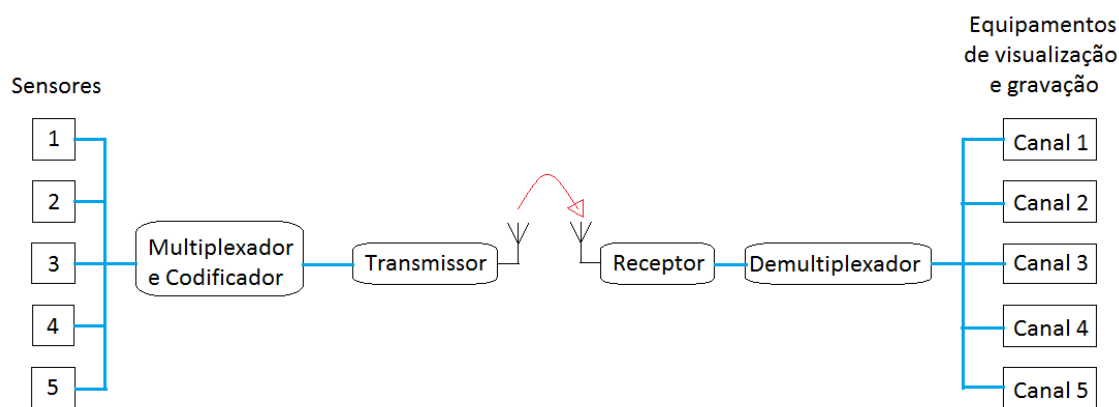 Sensores
1
2
3
4
5
Multiplexador
e Codificador
Transmissor
Receptor
Demultiplexador
Equipamentos
de visualização
e gravação
Canal 1
Canal 2
Canal 3
Canal 4
Canal 5